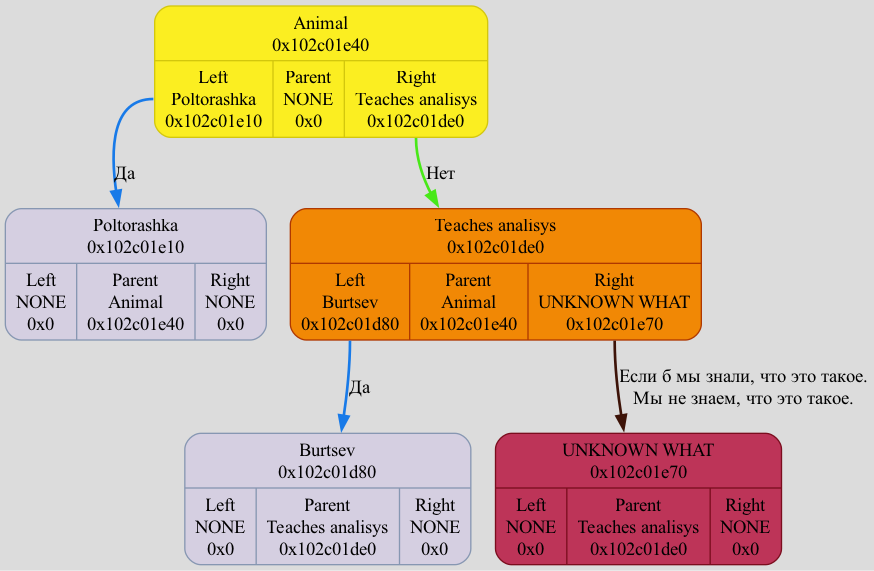 Animal
0x102c01e40
Left
Poltorashka
0x102c01e10
Parent
NONE
0x0
Right
Teaches analisys
0x102c01de0
Да
Нет
Poltorashka
0x102c01e10
Left
NONE
0x0
Parent
Animal
0x102c01e40
Right
NONE
0x0
Teaches analisys
0x102c01de0
Left
Burtsev
0x102c01d80
Parent
Animal
0x102c01e40
Right
UNKNOWN WHAT
0x102c01e70
Да
Если б мы знали, что это такое.
Мы не знаем, что это такое.
Burtsev
0x102c01d80
Left
NONE
0x0
Parent
Teaches analisys
0x102c01de0
Right
NONE
0x0
UNKNOWN WHAT
0x102c01e70
Left
NONE
0x0
Parent
Teaches analisys
0x102c01de0
Right
NONE
0x0